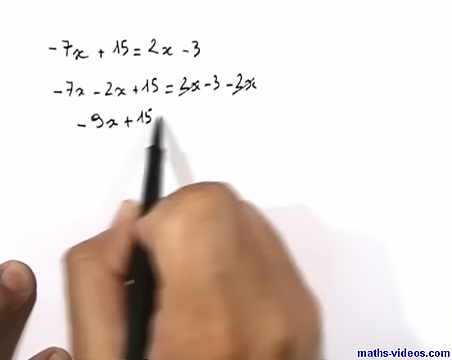 -7x + 15 = 2x - 3
-7x - 2x + 15 = 2x - 3 - 2x
-9x + 15
maths-videos.com